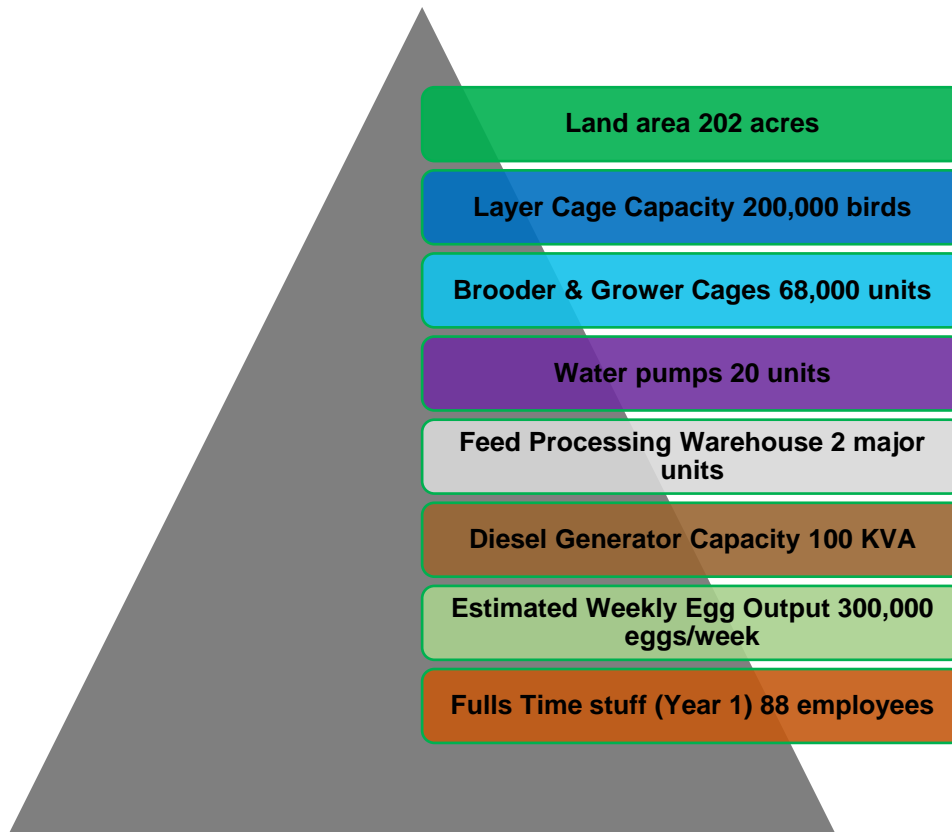 Land area 202 acres
Layer Cage Capacity 200,000 birds
Brooder & Grower Cages 68,000 units
Water pumps 20 units
Feed Processing Warehouse 2 major
units
Diesel Generator Capacity 100 KVA
Estimated Weekly Egg Output 300,000
eggs/week
Fulls Time stuff (Year 1) 88 employees